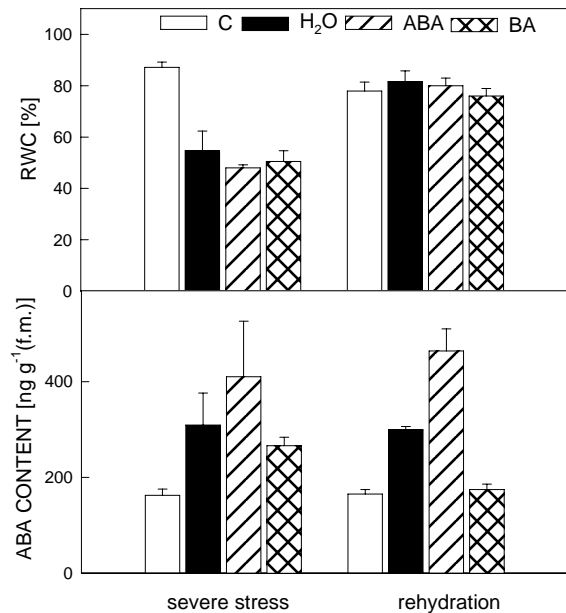 C H₂O ABA BA
RWC [%]
100
80
60
40
20
0
ABA CONTENT [ng g⁻¹(f.m.)]
400
200
0
severe stress rehydration